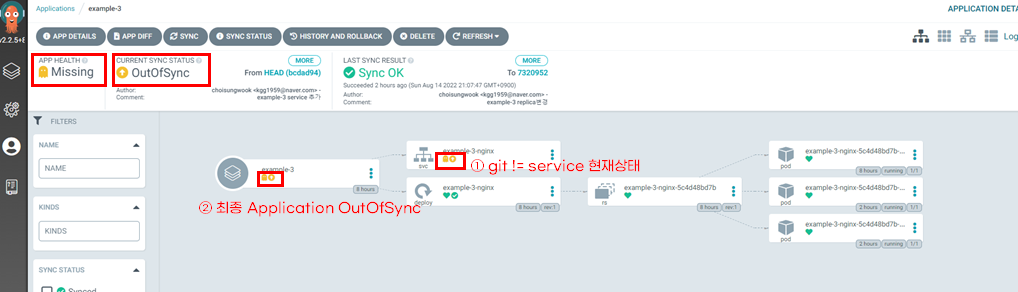 Applications / example-3
APPLICATION DETA
v2.2.5+E
APP DETAILS
APP DIFF
SYNC
SYNC STATUS
HISTORY AND ROLLBACK
DELETE
REFRESH
Log
APP HEALTH
Missing
CURRENT SYNC STATUS
MORE
OutOfSync
From HEAD (bcdad94)
Author: choisungwook <kgg1959@naver.com> -
Comment: example-3 service 추가
LAST SYNC RESULT
MORE
Sync OK
To 7320952
Succeeded 2 hours ago (Sun Aug 14 2022 21:07:47 GMT+0900)
Author: choisungwook <kgg1959@naver.com> -
Comment: example-3 replica변경
FILTERS
NAME
NAME
KINDS
KINDS
SYNC STATUS
Synced
example-3
8 hours
② 최종 Application OutOfSync
svc
example-3-nginx
① git != service 현재상태
deploy
example-3-nginx
8 hours
rev:1
rs
example-3-nginx-5c4d48bd7b
8 hours
rev:1
pod
example-3-nginx-5c4d48bd7b-...
8 hours
running
1/1
pod
example-3-nginx-5c4d48bd7b-...
2 hours
running
1/1
pod
example-3-nginx-5c4d48bd7b-...
2 hours
running
1/1